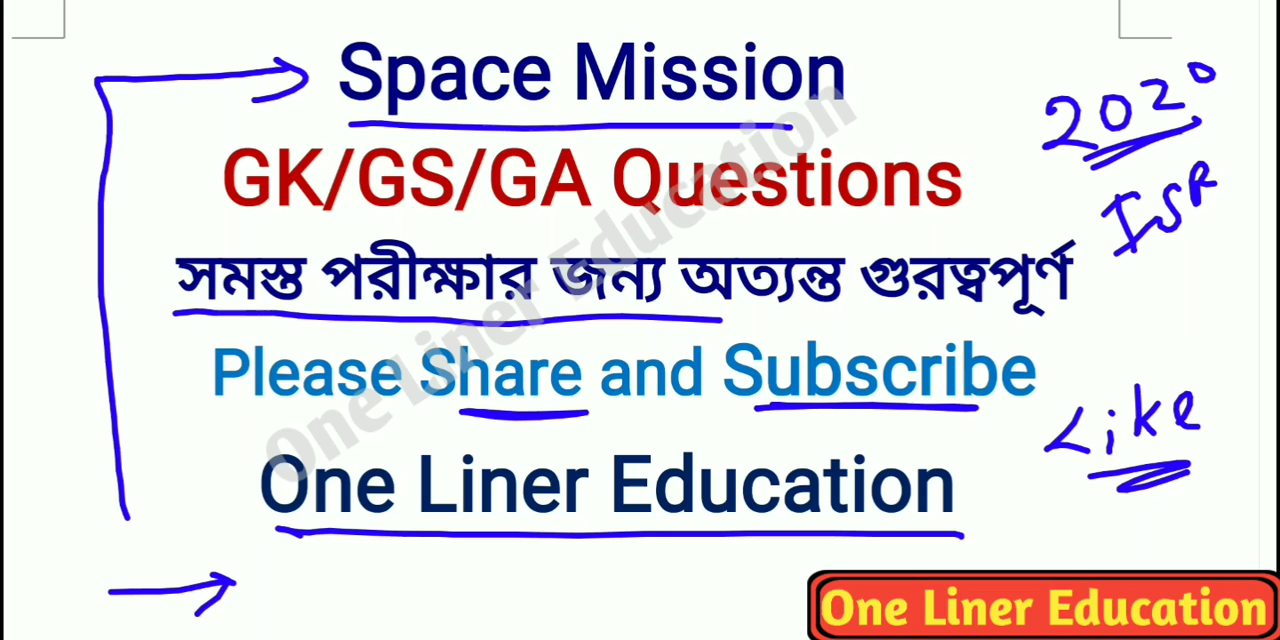 Space Mission
2020
GK/GS/GA Questions
ISR
সমস্ত পরীক্ষার জন্য অত্যন্ত গুরত্বপূর্ণ
Please Share and Subscribe
Like
One Liner Education
One Liner Education
One Liner Education